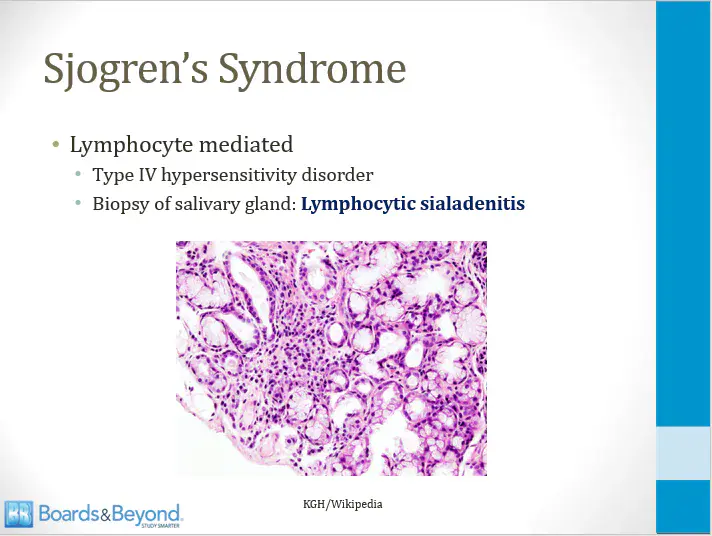 Sjogren's Syndrome
• Lymphocyte mediated
• Type IV hypersensitivity disorder
• Biopsy of salivary gland: Lymphocytic sialadenitis
KGH/Wikipedia
BB Boards&Beyond.
STUDY SMARTER